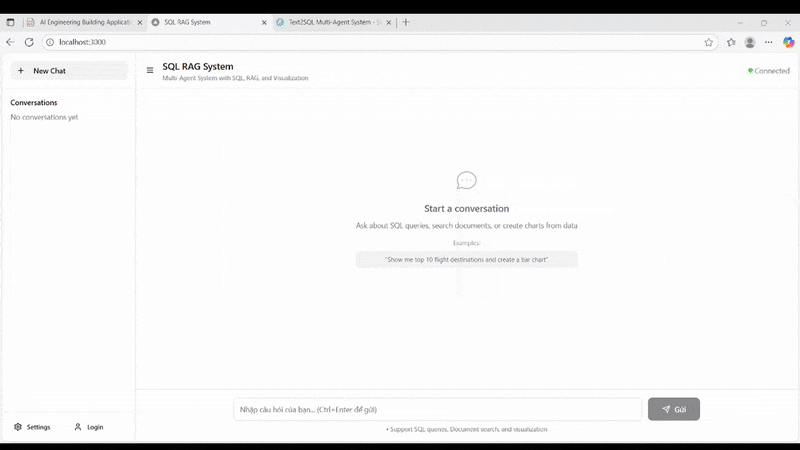 AI Engineering Building Applicatio
SQL RAG System
Text2SQL Multi-Agent System - S
localhost:3000
New Chat
SQL RAG System
Multi-Agent System with SQL, RAG, and Visualization
Connected
Conversations
No conversations yet
Start a conversation
Ask about SQL queries, search documents, or create charts from data
Examples:
"Show me top 10 flight destinations and create a bar chart"
Nhập câu hỏi của bạn... (Ctrl+Enter để gửi)
Gửi
Settings
Login
• Support SQL queries, Document search, and visualization